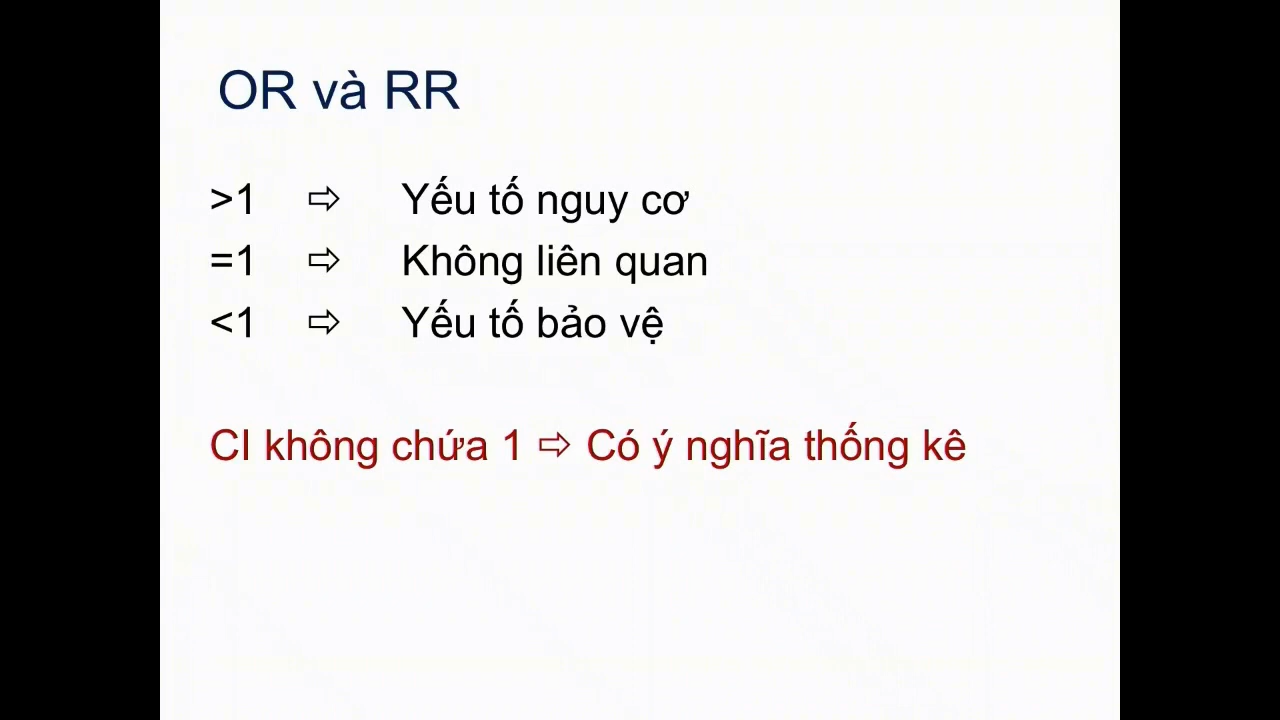 OR và RR
>1 ⇨ Yếu tố nguy cơ
=1 ⇨ Không liên quan
<1 ⇨ Yếu tố bảo vệ
CI không chứa 1 ⇨ Có ý nghĩa thống kê